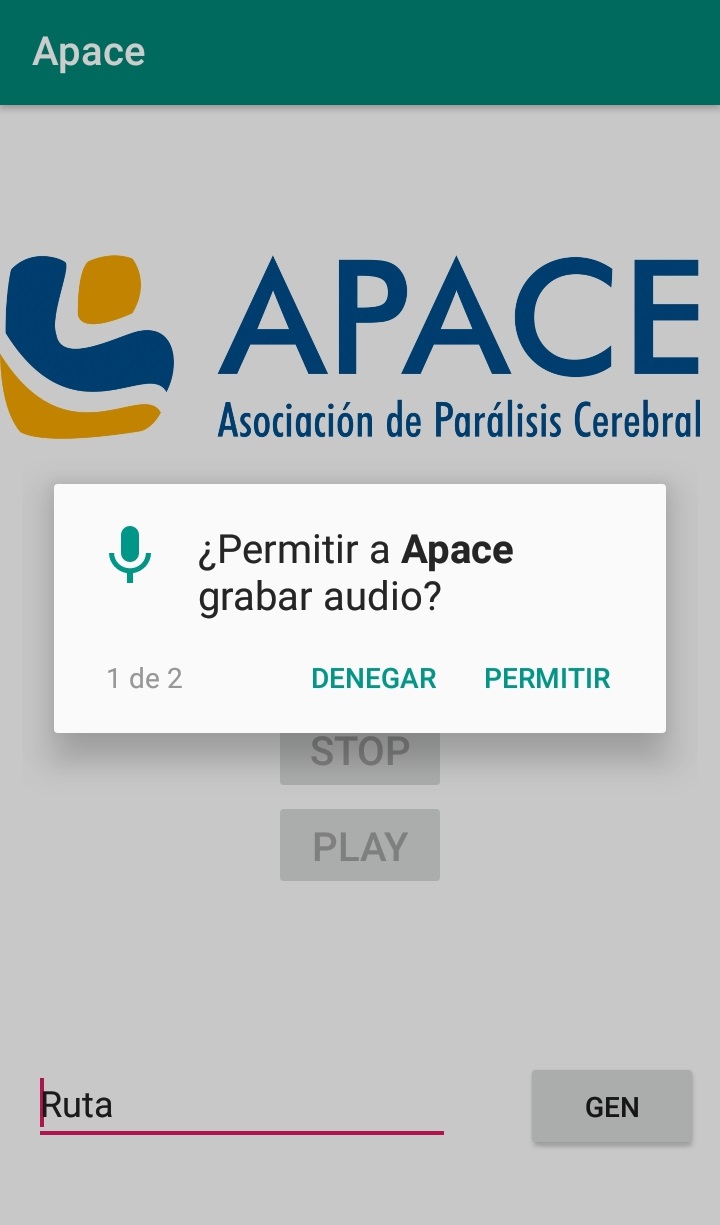 Apace
APACE
Asociación de Parálisis Cerebral
¿Permitir a Apace
grabar audio?
1 de 2
DENEGAR
PERMITIR
STOP
PLAY
Ruta
GEN